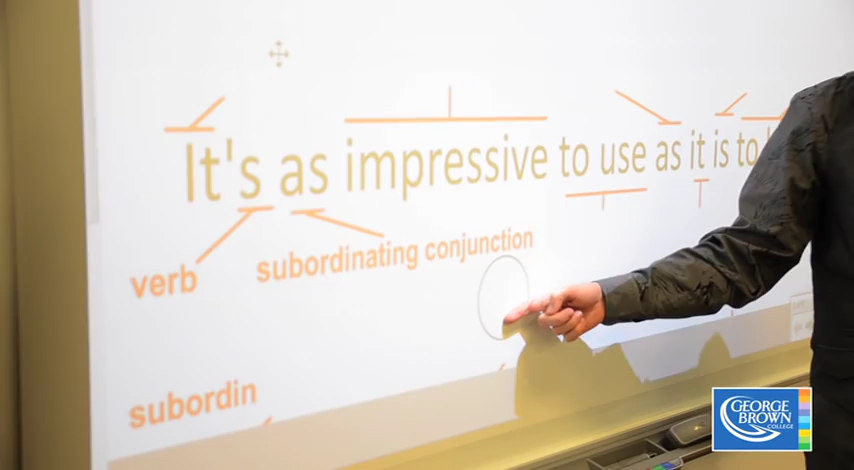 It's as impressive to use as it is to
verb
subordinating conjunction
subordin
GEORGE
BROWN
COLLEGE